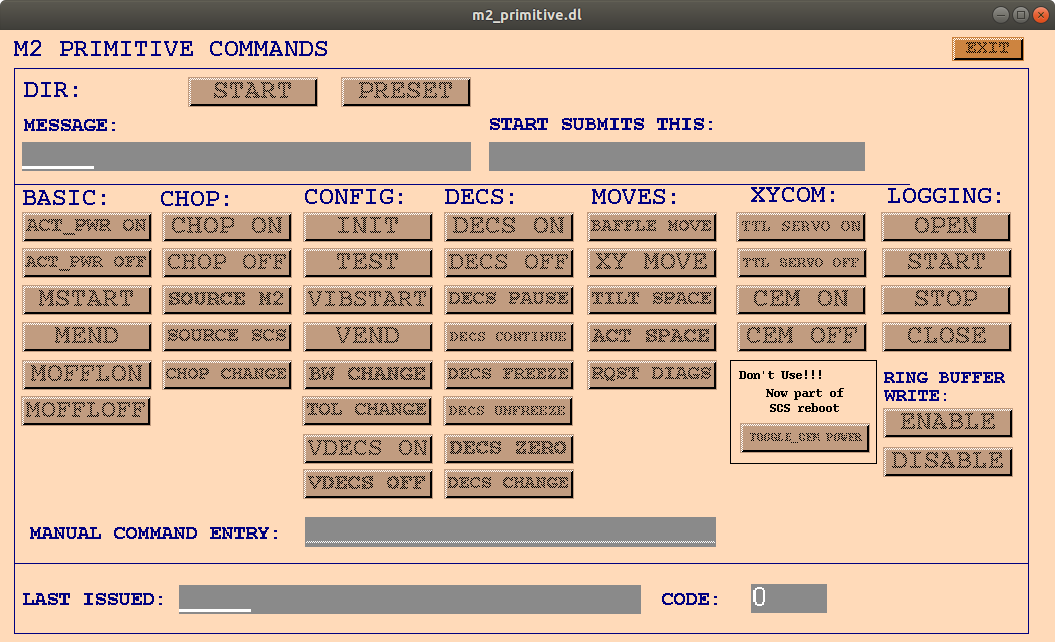 m2_primitive.dl
M2 PRIMITIVE COMMANDS
EXIT
DIR:
START
PRESET
MESSAGE:
START SUBMITS THIS:
BASIC:
ACT_PWR ON
ACT_PWR OFF
MSTART
MEND
MOFFLON
MOFFLOFF
CHOP:
CHOP ON
CHOP OFF
SOURCE M2
SOURCE SCS
CHOP CHANGE
CONFIG:
INIT
TEST
VIBSTART
VEND
BW CHANGE
TOL CHANGE
VDECS ON
VDECS OFF
DECS:
DECS ON
DECS OFF
DECS PAUSE
DECS CONTINUE
DECS FREEZE
DECS UNFREEZE
DECS ZERO
DECS CHANGE
MOVES:
BAFFLE MOVE
XY MOVE
TILT SPACE
ACT SPACE
RQST DIAGS
XYCOM:
TTL SERVO ON
TTL SERVO OFF
CEM ON
CEM OFF
Don't Use!!!
Now part of
SCS reboot
TOGGLE_CEM POWER
LOGGING:
OPEN
START
STOP
CLOSE
RING BUFFER
WRITE:
ENABLE
DISABLE
MANUAL COMMAND ENTRY:
LAST ISSUED:
CODE:
0